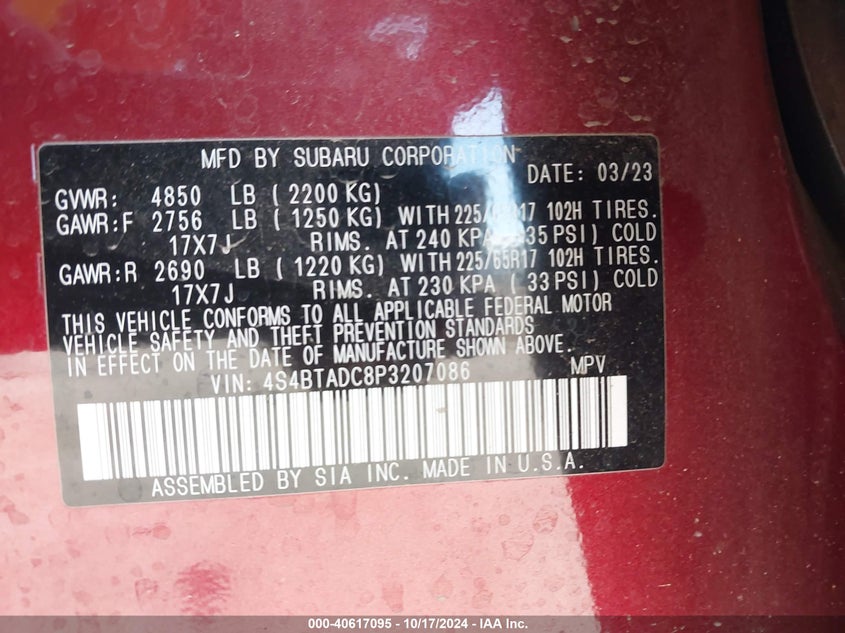 MFD BY SUBARU CORPORATION
DATE: 03/23
GVWR: 4850 LB ( 2200 KG)
GAWR:F 2756 LB ( 1250 KG) WITH 225/65R17 102H TIRES.
17X7J RIMS. AT 240 KPA ( 35 PSI) COLD
GAWR:R 2690 LB ( 1220 KG) WITH 225/65R17 102H TIRES.
17X7J RIMS. AT 230 KPA ( 33 PSI) COLD
THIS VEHICLE CONFORMS TO ALL APPLICABLE FEDERAL MOTOR
VEHICLE SAFETY AND THEFT PREVENTION STANDARDS
IN EFFECT ON THE DATE OF MANUFACTURE SHOWN ABOVE.
VIN: 4S4BTADC8P3207086 MPV
ASSEMBLED BY SIA INC. MADE IN U.S.A.
000-40617095 - 10/17/2024 - IAA Inc.